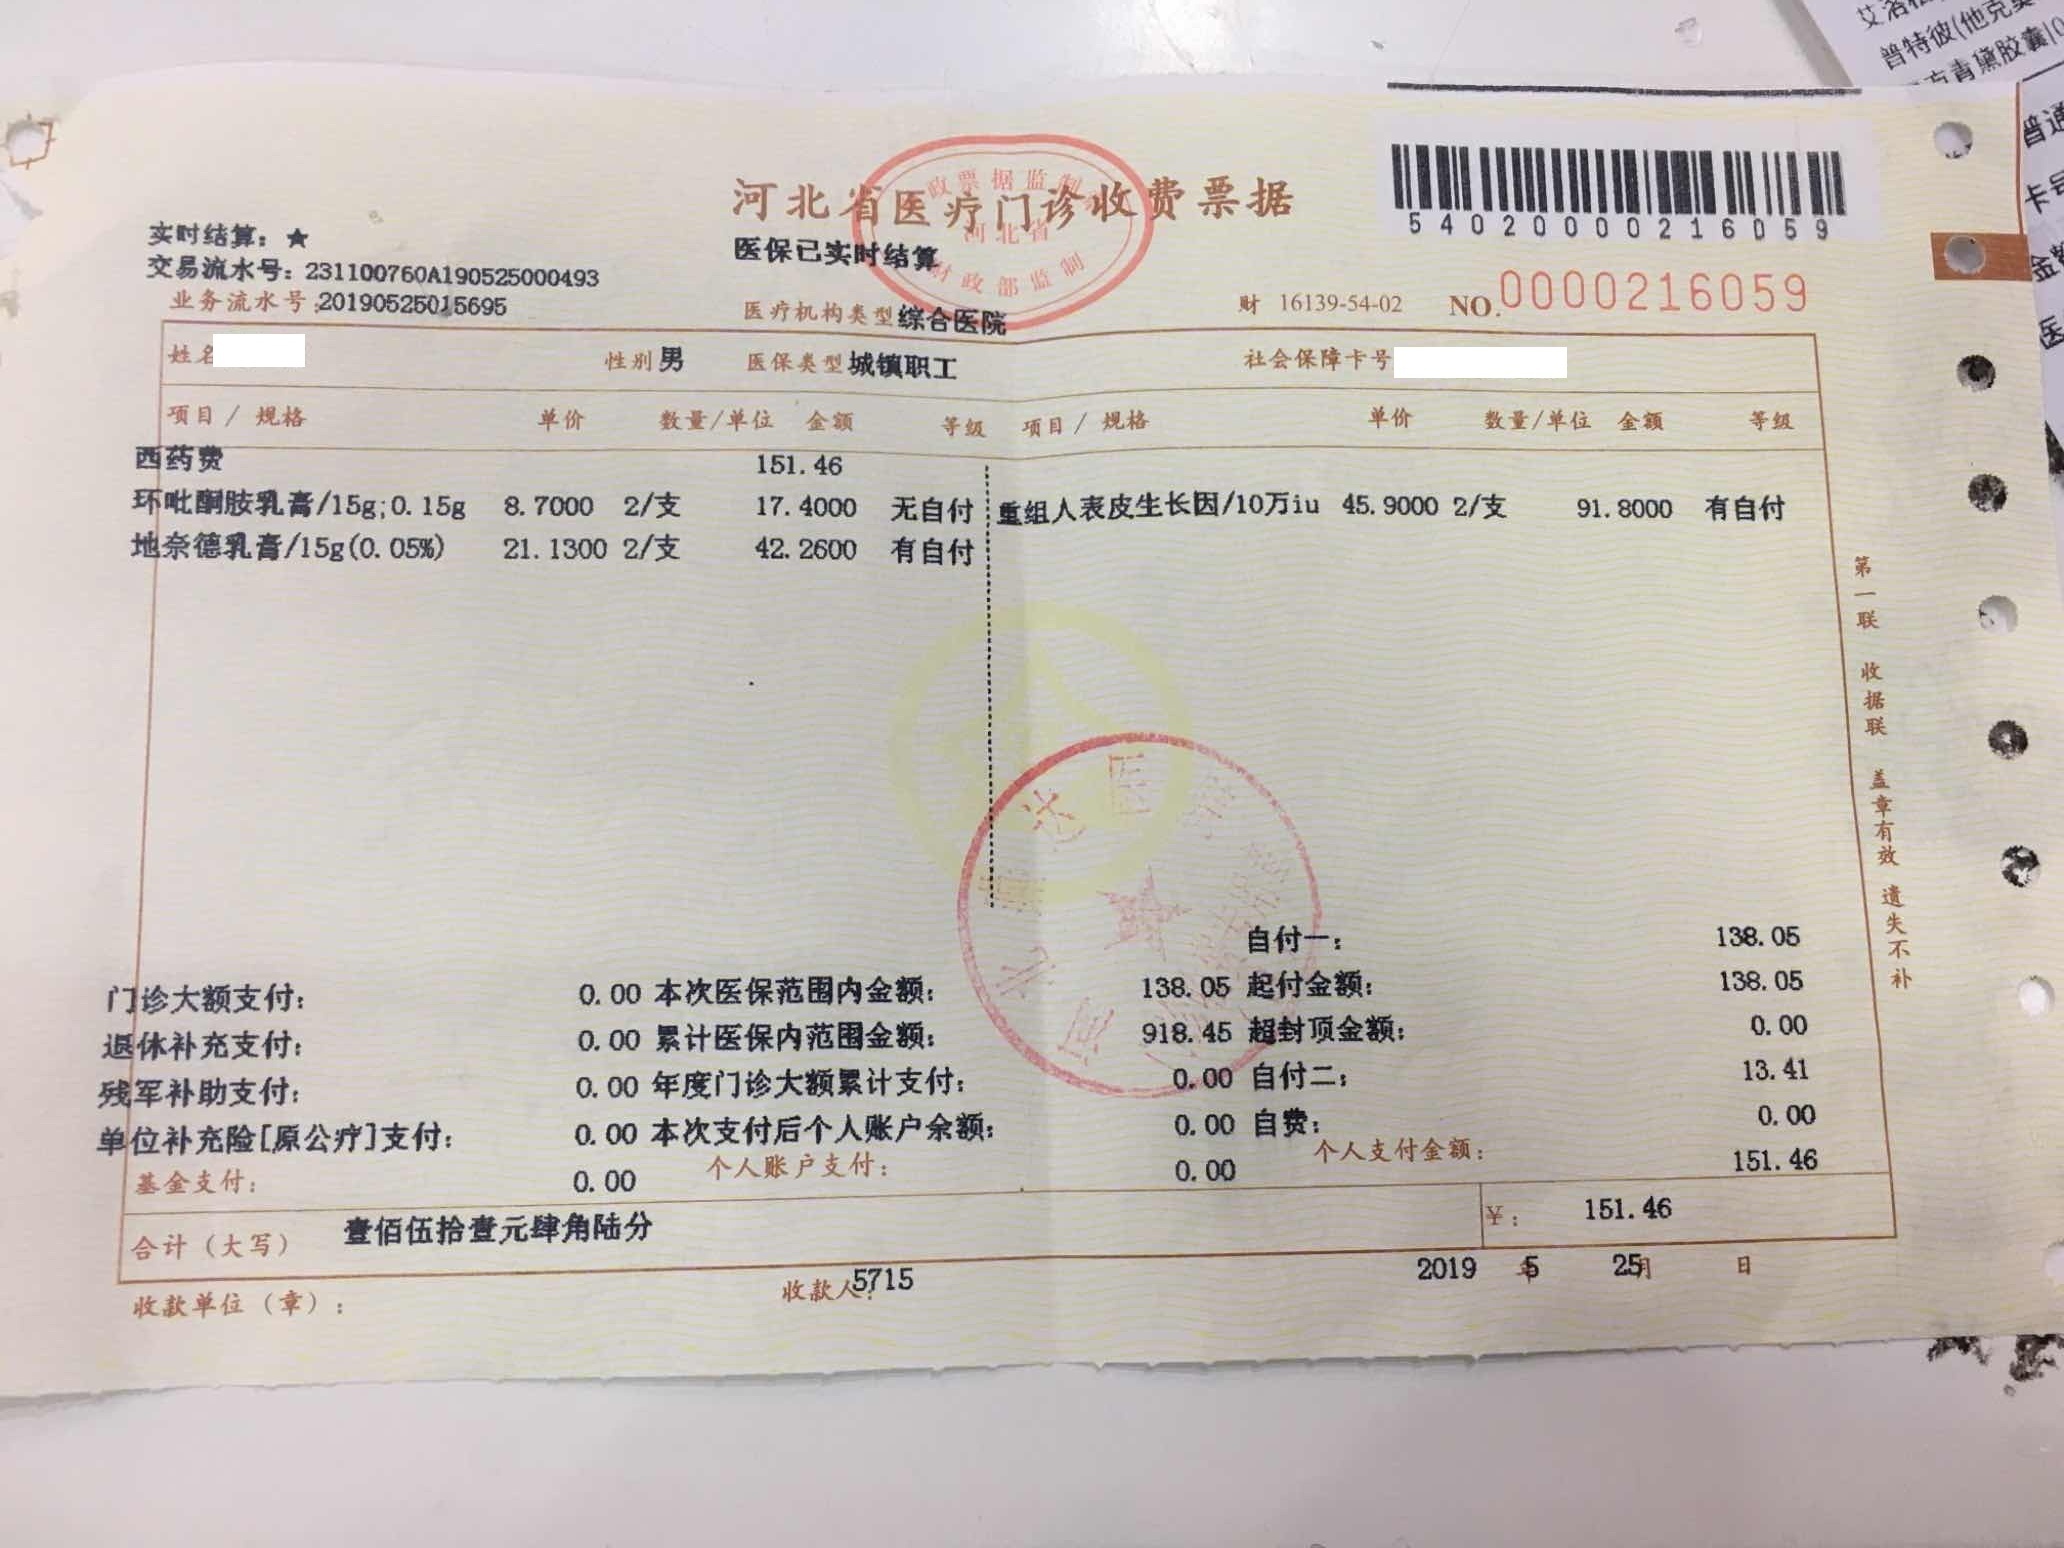 河北省医疗门诊收费票据
政票据监制
河北省
财政部监制
540200000216059
实时结算：★
医保已实时结算
交易流水号：231100760A190525000493
业务流水号：20190525015695
医疗机构类型 综合医院
财 16139-54-02 NO.0000216059
姓名 性别 男 医保类型 城镇职工 社会保障卡号
项目 / 规格 单价 数量/单位 金额 等级 项目 / 规格 单价 数量/单位 金额 等级
西药费 151.46
环吡酮胺乳膏/15g;0.15g 8.7000 2/支 17.4000 无自付 重组人表皮生长因/10万iu 45.9000 2/支 91.8000 有自付
地奈德乳膏/15g(0.05%) 21.1300 2/支 42.2600 有自付
自付一： 138.05
门诊大额支付： 0.00 本次医保范围内金额： 138.05 起付金额： 138.05
退休补充支付： 0.00 累计医保内范围金额： 918.45 超封顶金额： 0.00
残军补助支付： 0.00 年度门诊大额累计支付： 0.00 自付二： 13.41
单位补充险[原公疗]支付： 0.00 本次支付后个人账户余额： 0.00 自费： 0.00
基金支付： 0.00 个人账户支付： 0.00 个人支付金额： 151.46
合计（大写） 壹佰伍拾壹元肆角陆分 ¥： 151.46
收款单位（章）： 收款人：5715 2019 年 5 月 25 日
第一联 收据联 盖章有效 遗失不补
达医院
普特彼(他克
方青黛胶囊
普通
卡号
金额
医